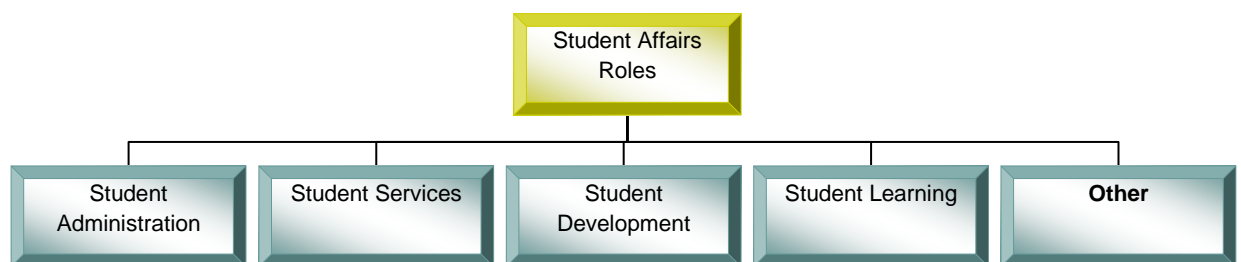 Student Affairs
Roles
Student
Administration
Student Services
Student
Development
Student Learning
Other